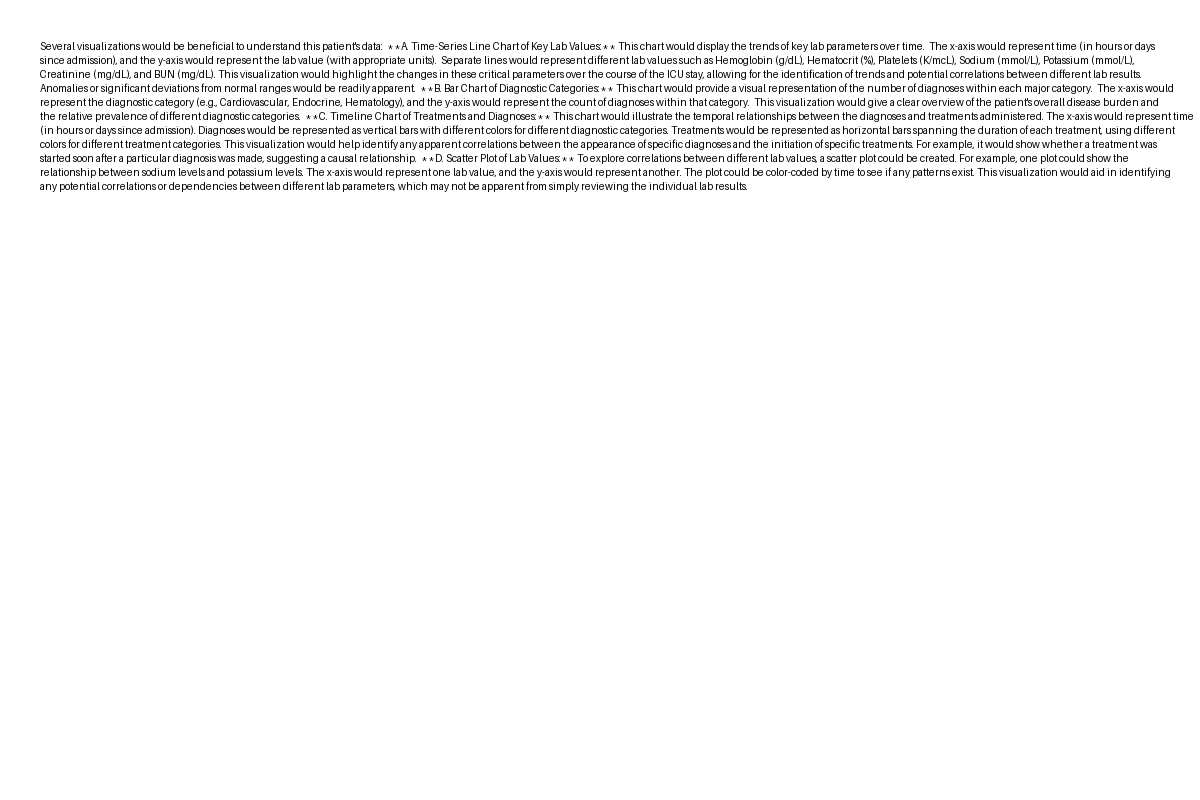 Several visualizations would be beneficial to understand this patient's data:  **A. Time-Series Line Chart of Key Lab Values:** This chart would display the trends of key lab parameters over time.  The x-axis would represent time (in hours or days
since admission), and the y-axis would represent the lab value (with appropriate units).  Separate lines would represent different lab values such as Hemoglobin (g/dL), Hematocrit (%), Platelets (K/mcL), Sodium (mmol/L), Potassium (mmol/L),
Creatinine (mg/dL), and BUN (mg/dL). This visualization would highlight the changes in these critical parameters over the course of the ICU stay, allowing for the identification of trends and potential correlations between different lab results.
Anomalies or significant deviations from normal ranges would be readily apparent.  **B. Bar Chart of Diagnostic Categories:** This chart would provide a visual representation of the number of diagnoses within each major category.  The x-axis would
represent the diagnostic category (e.g., Cardiovascular, Endocrine, Hematology), and the y-axis would represent the count of diagnoses within that category.  This visualization would give a clear overview of the patient's overall disease burden and
the relative prevalence of different diagnostic categories.  **C. Timeline Chart of Treatments and Diagnoses:** This chart would illustrate the temporal relationships between the diagnoses and treatments administered. The x-axis would represent time
(in hours or days since admission). Diagnoses would be represented as vertical bars with different colors for different diagnostic categories. Treatments would be represented as horizontal bars spanning the duration of each treatment, using different
colors for different treatment categories. This visualization would help identify any apparent correlations between the appearance of specific diagnoses and the initiation of specific treatments. For example, it would show whether a treatment was
started soon after a particular diagnosis was made, suggesting a causal relationship.  **D. Scatter Plot of Lab Values:** To explore correlations between different lab values, a scatter plot could be created. For example, one plot could show the
relationship between sodium levels and potassium levels. The x-axis would represent one lab value, and the y-axis would represent another. The plot could be color-coded by time to see if any patterns exist. This visualization would aid in identifying
any potential correlations or dependencies between different lab parameters, which may not be apparent from simply reviewing the individual lab results.